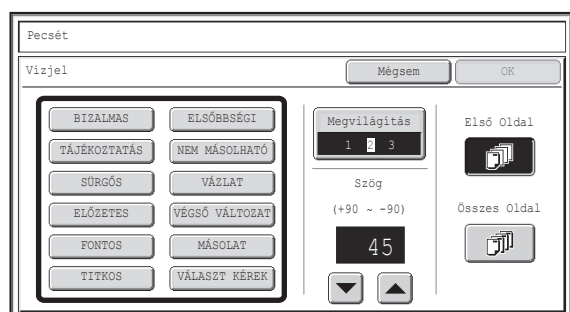 Pecsét
Vízjel
Mégsem
OK
BIZALMAS
ELSŐBBSÉGI
TÁJÉKOZTATÁS
NEM MÁSOLHATÓ
SÜRGŐS
VÁZLAT
ELŐZETES
VÉGSŐ VÁLTOZAT
FONTOS
MÁSOLAT
TITKOS
VÁLASZT KÉREK
Megvilágítás
1 2 3
Szög
(+90 ~ -90)
45
Első Oldal
Összes Oldal